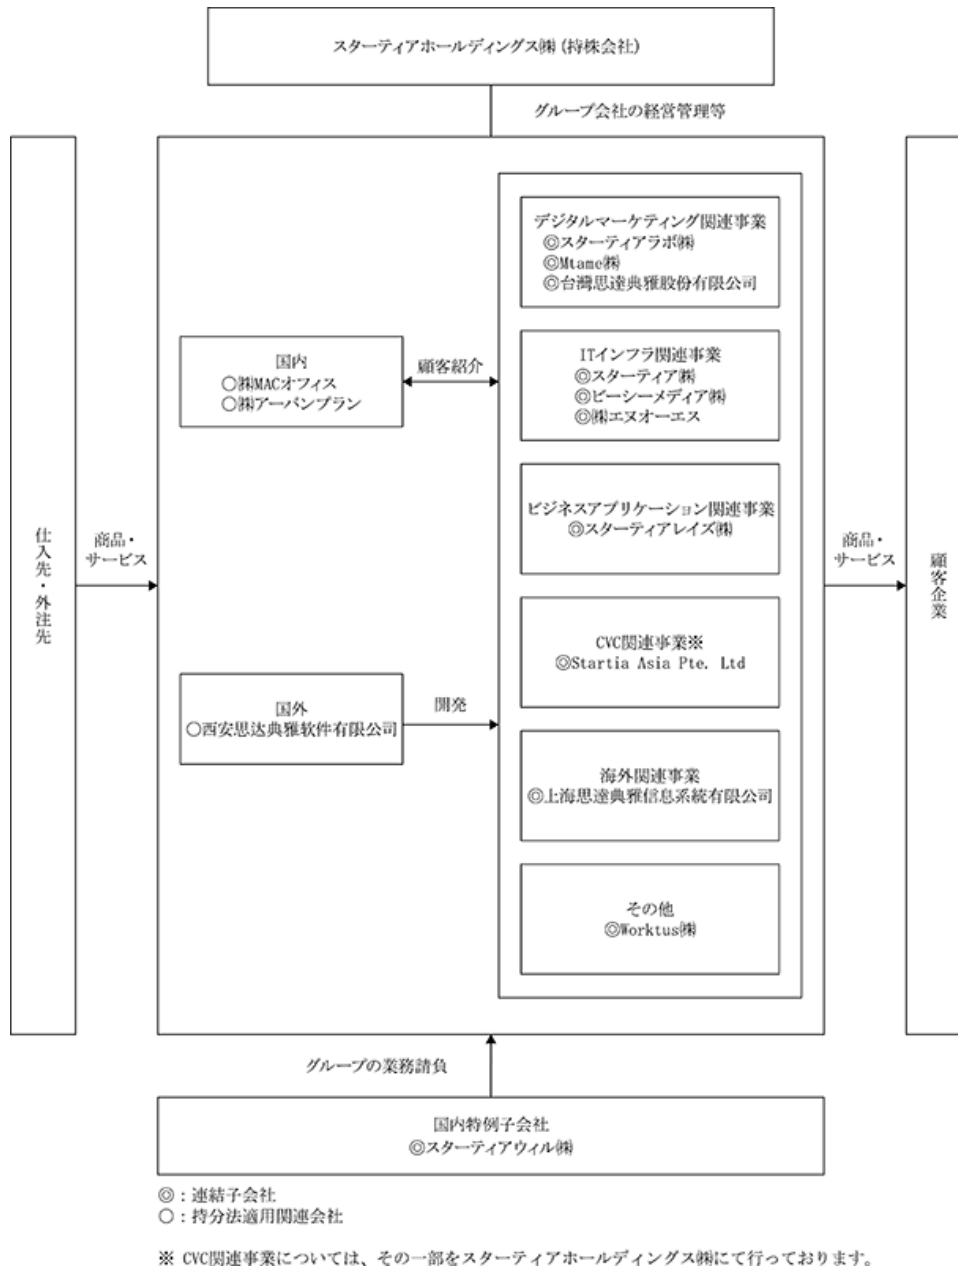 スターティアホールディングス㈱(持株会社)
グループ会社の経営管理等
仕入先・外注先
商品・
サービス
国内
○㈱MACオフィス
○㈱アーバンプラン
顧客紹介
国外
○西安思达典雅软件有限公司
開発
デジタルマーケティング関連事業
◎スターティアラボ㈱
◎Mtame㈱
◎台灣思達典雅股份有限公司
ITインフラ関連事業
◎スターティア㈱
◎ビーシーメディア㈱
◎㈱エヌオーエス
ビジネスアプリケーション関連事業
◎スターティアレイズ㈱
CVC関連事業※
◎Startia Asia Pte. Ltd
海外関連事業
◎上海思達典雅信息系統有限公司
その他
◎Worktus㈱
商品・
サービス
顧客企業
グループの業務請負
国内特例子会社
◎スターティアウィル㈱
◎：連結子会社
○：持分法適用関連会社
※ CVC関連事業については、その一部をスターティアホールディングス㈱にて行っております。